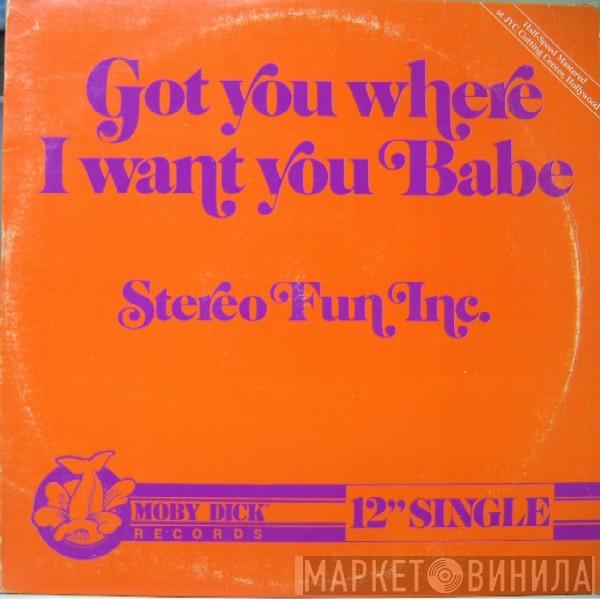 Half-Speed Mastered
at JVC Cutting Center, Hollywood
Got you where
I want you Babe
Stereo Fun Inc.
MOBY DICK
RECORDS
12" SINGLE
МАРКЕТ ВИНИЛА